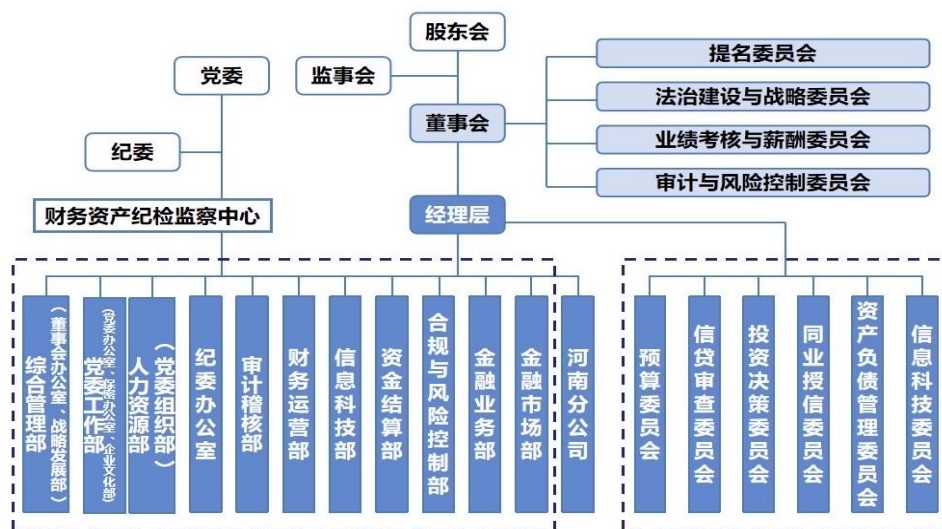 股东会
党委
监事会
提名委员会
法治建设与战略委员会
董事会
业绩考核与薪酬委员会
纪委
审计与风险控制委员会
财务资产纪检监察中心
经理层
综合管理部
（董事会办公室、战略发展部）
党委工作部
(党委办公室、保密办公室、企业文化部)
人力资源部
（党委组织部）
纪委办公室
审计稽核部
财务运营部
信息科技部
资金结算部
合规与风险控制部
金融业务部
金融市场部
河南分公司
预算委员会
信贷审查委员会
投资决策委员会
同业授信委员会
资产负债管理委员会
信息科技委员会